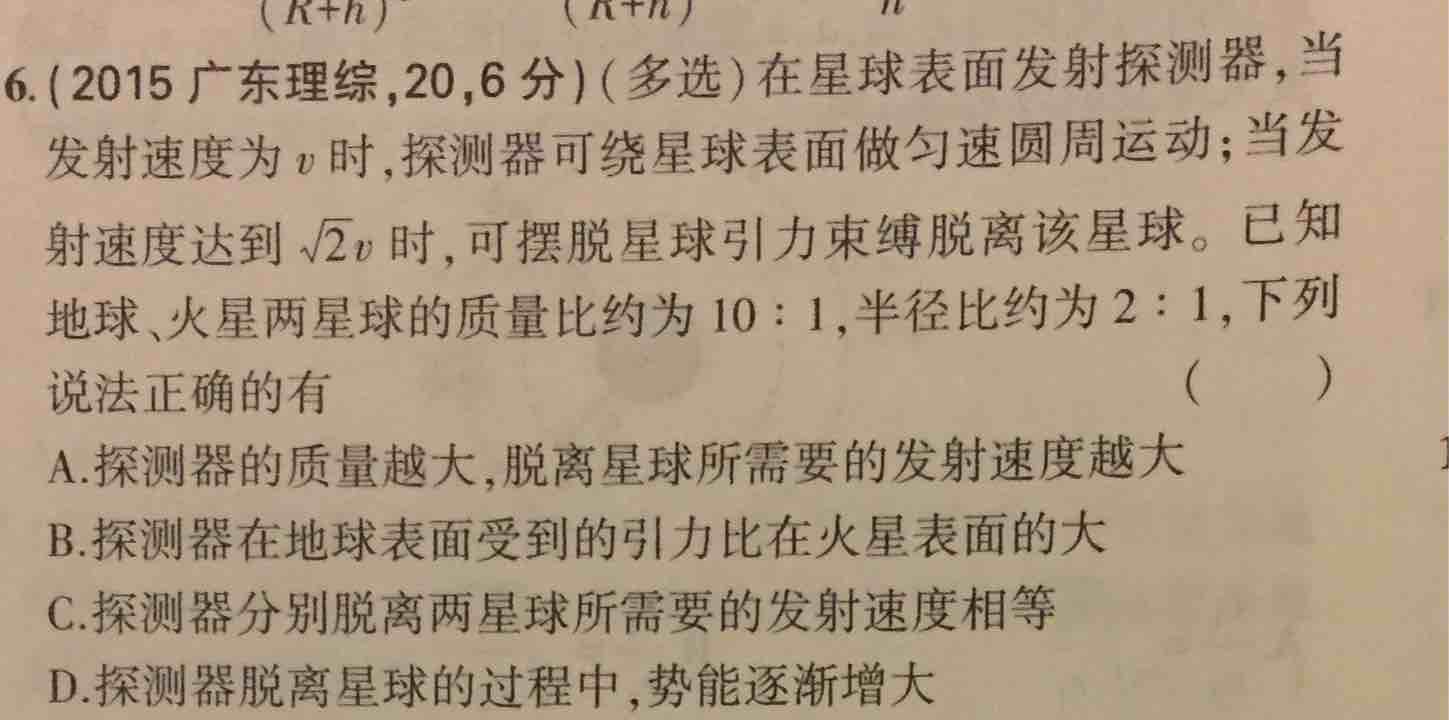 (R+h) (R+h) h
6.(2015广东理综,20,6分)(多选)在星球表面发射探测器,当
发射速度为 v 时,探测器可绕星球表面做匀速圆周运动;当发
射速度达到 √2v 时,可摆脱星球引力束缚脱离该星球。已知
地球、火星两星球的质量比约为 10∶1,半径比约为 2∶1,下列
说法正确的有 (  )
A.探测器的质量越大,脱离星球所需要的发射速度越大
B.探测器在地球表面受到的引力比在火星表面的大
C.探测器分别脱离两星球所需要的发射速度相等
D.探测器脱离星球的过程中,势能逐渐增大